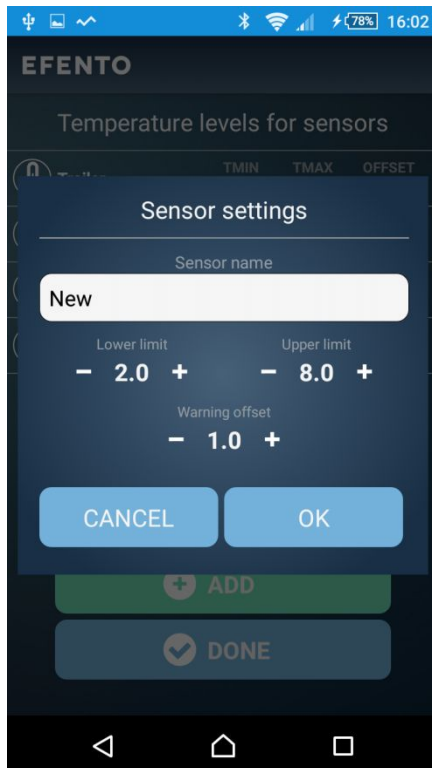 78% 16:02
EFENTO
Temperature levels for sensors
TMIN TMAX OFFSET
Trailer
Sensor settings
Sensor name
New
Lower limit Upper limit
− 2.0 + − 8.0 +
Warning offset
− 1.0 +
CANCEL OK
ADD
DONE